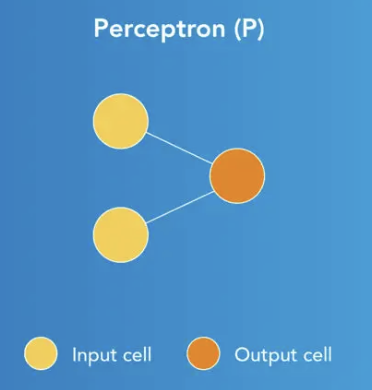 Perceptron (P)
Input cell
Output cell